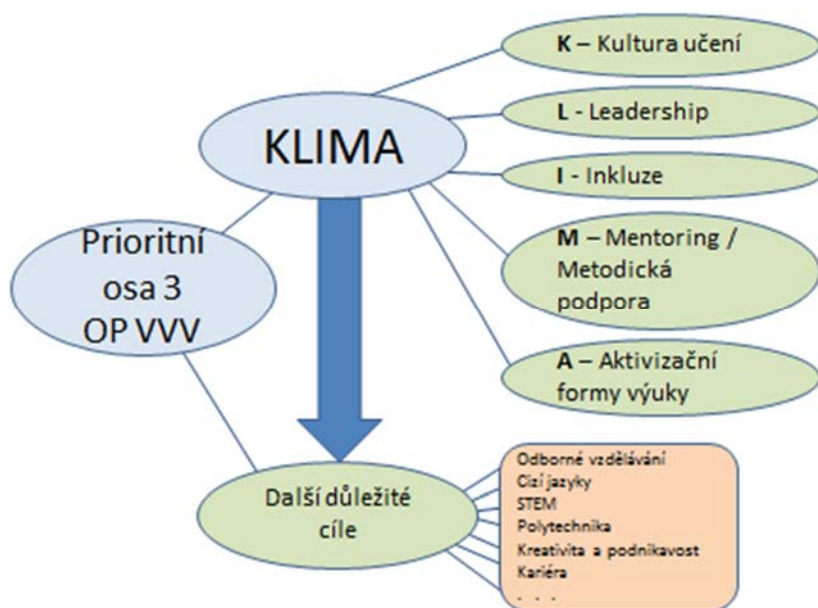 K – Kultura učení
L - Leadership
KLIMA
I - Inkluze
Prioritní
osa 3
OP VVV
M – Mentoring /
Metodická
podpora
A – Aktivizační
formy výuky
Další důležité
cíle
Odborné vzdělávání
Cizí jazyky
STEM
Polytechnika
Kreativita a podnikavost
Kariéra
. . .